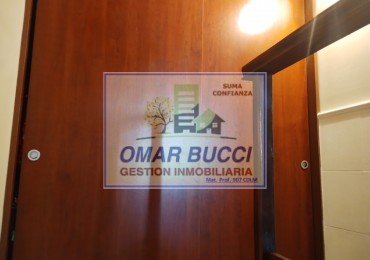 SUMA
CONFIANZA
OMAR BUCCI
GESTION INMOBILIARIA